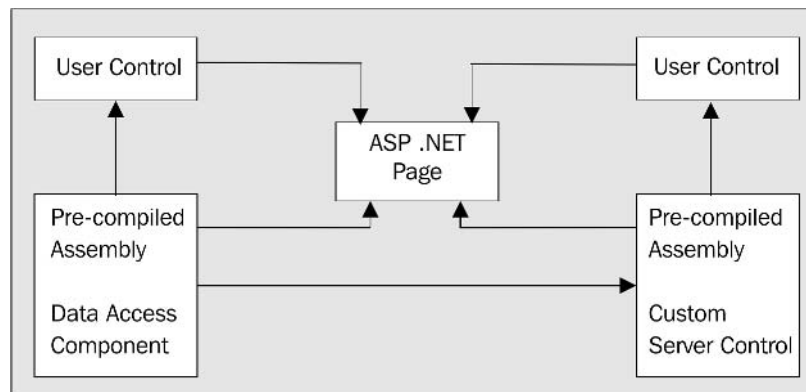 User Control
User Control
ASP .NET
Page
Pre-compiled
Assembly
Data Access
Component
Pre-compiled
Assembly
Custom
Server Control